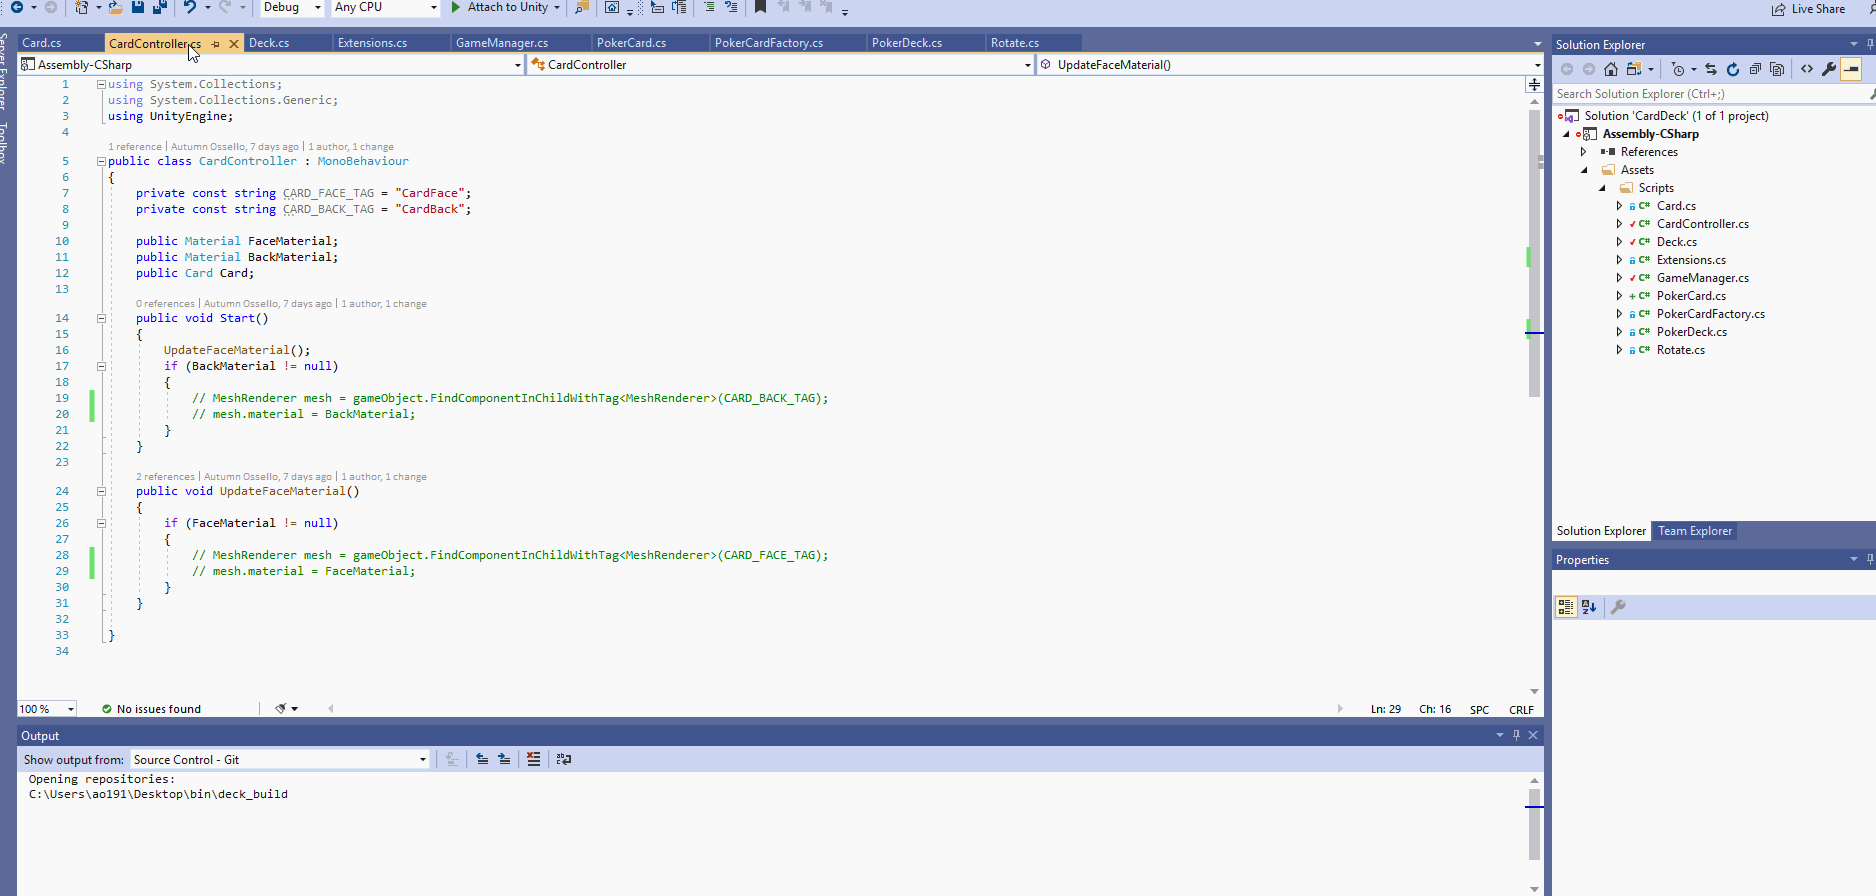 Debug
Any CPU
Attach to Unity
Live Share
Server Explorer
Toolbox
Card.cs
CardController.cs
Deck.cs
Extensions.cs
GameManager.cs
PokerCard.cs
PokerCardFactory.cs
PokerDeck.cs
Rotate.cs
Assembly-CSharp
CardController
UpdateFaceMaterial()
1 using System.Collections;
2 using System.Collections.Generic;
3 using UnityEngine;
4
1 reference | Autumn Ossello, 7 days ago | 1 author, 1 change
5 public class CardController : MonoBehaviour
6 {
7 private const string CARD_FACE_TAG = "CardFace";
8 private const string CARD_BACK_TAG = "CardBack";
9
10 public Material FaceMaterial;
11 public Material BackMaterial;
12 public Card Card;
13
0 references | Autumn Ossello, 7 days ago | 1 author, 1 change
14 public void Start()
15 {
16 UpdateFaceMaterial();
17 if (BackMaterial != null)
18 {
19 // MeshRenderer mesh = gameObject.FindComponentInChildWithTag<MeshRenderer>(CARD_BACK_TAG);
20 // mesh.material = BackMaterial;
21 }
22 }
23
2 references | Autumn Ossello, 7 days ago | 1 author, 1 change
24 public void UpdateFaceMaterial()
25 {
26 if (FaceMaterial != null)
27 {
28 // MeshRenderer mesh = gameObject.FindComponentInChildWithTag<MeshRenderer>(CARD_FACE_TAG);
29 // mesh.material = FaceMaterial;
30 }
31 }
32
33 }
34
100 %
No issues found
Ln: 29 Ch: 16 SPC CRLF
Output
Show output from: Source Control - Git
Opening repositories:
C:\Users\ao191\Desktop\bin\deck_build
Solution Explorer
Search Solution Explorer (Ctrl+;)
Solution 'CardDeck' (1 of 1 project)
Assembly-CSharp
References
Assets
Scripts
C# Card.cs
C# CardController.cs
C# Deck.cs
C# Extensions.cs
C# GameManager.cs
C# PokerCard.cs
C# PokerCardFactory.cs
C# PokerDeck.cs
C# Rotate.cs
Solution Explorer
Team Explorer
Properties